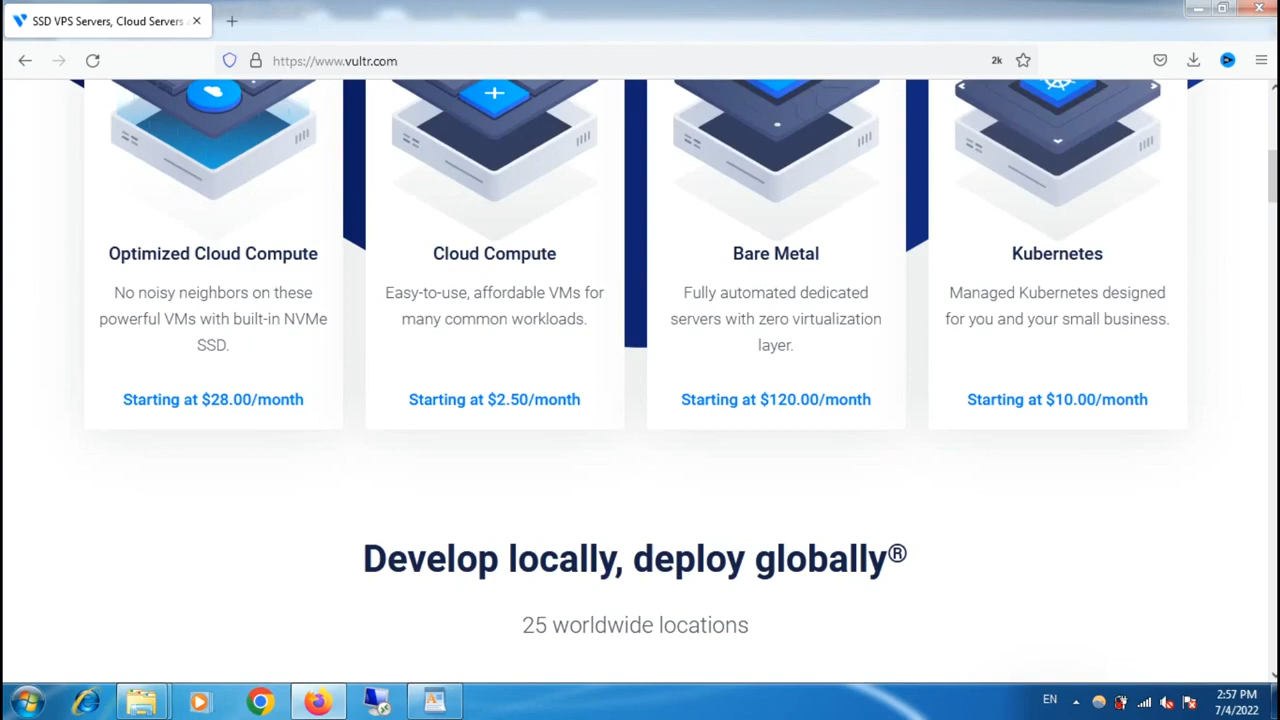 SSD VPS Servers, Cloud Servers
https://www.vultr.com
2k
Optimized Cloud Compute
No noisy neighbors on these
powerful VMs with built-in NVMe
SSD.
Starting at $28.00/month
Cloud Compute
Easy-to-use, affordable VMs for
many common workloads.
Starting at $2.50/month
Bare Metal
Fully automated dedicated
servers with zero virtualization
layer.
Starting at $120.00/month
Kubernetes
Managed Kubernetes designed
for you and your small business.
Starting at $10.00/month
Develop locally, deploy globally®
25 worldwide locations
EN
2:57 PM
7/4/2022